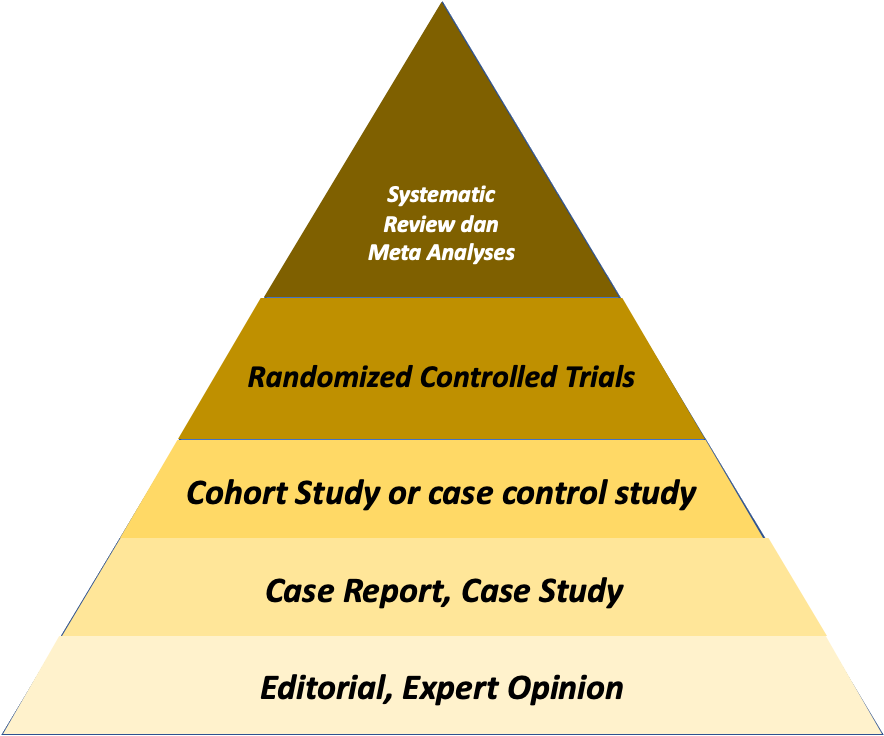 Systematic
Review dan
Meta Analyses
Randomized Controlled Trials
Cohort Study or case control study
Case Report, Case Study
Editorial, Expert Opinion